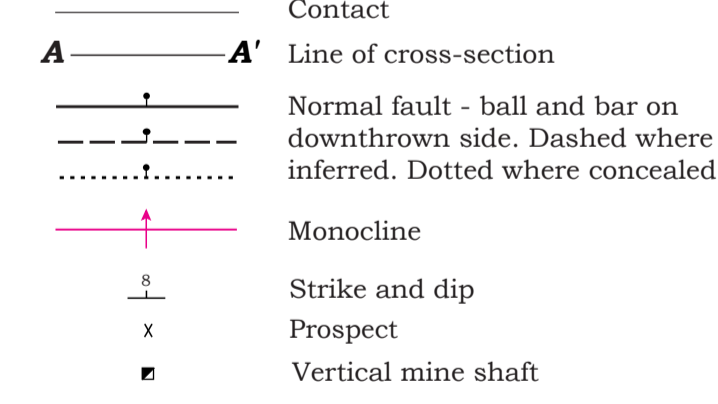 Contact
A A′ Line of cross-section
Normal fault - ball and bar on
downthrown side. Dashed where
inferred. Dotted where concealed
Monocline
8 Strike and dip
X Prospect
Vertical mine shaft